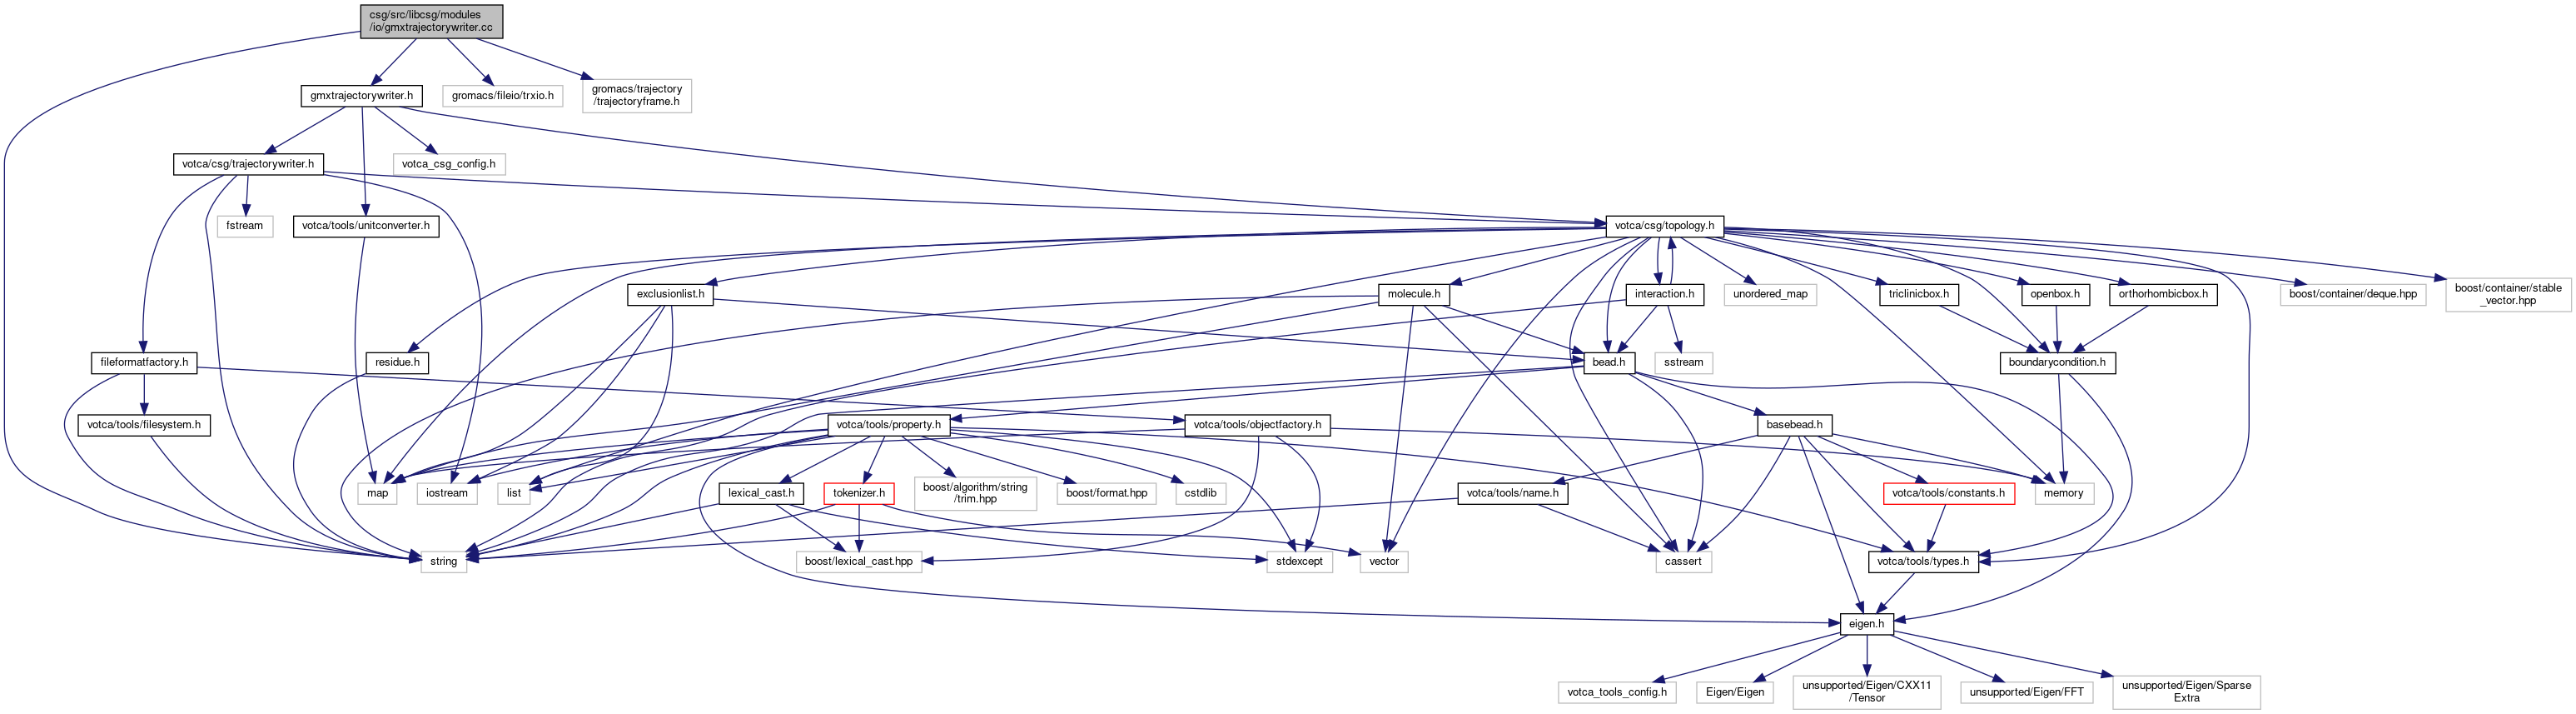 csg/src/libcsg/modules
/io/gmxtrajectorywriter.cc
gmxtrajectorywriter.h
gromacs/fileio/trxio.h
gromacs/trajectory
/trajectoryframe.h
votca/csg/trajectorywriter.h
votca_csg_config.h
fstream
votca/tools/unitconverter.h
votca/csg/topology.h
exclusionlist.h
molecule.h
interaction.h
unordered_map
triclinicbox.h
openbox.h
orthorhombicbox.h
boost/container/deque.hpp
boost/container/stable
_vector.hpp
fileformatfactory.h
residue.h
bead.h
sstream
boundarycondition.h
votca/tools/filesystem.h
votca/tools/property.h
votca/tools/objectfactory.h
basebead.h
map
iostream
list
lexical_cast.h
tokenizer.h
boost/algorithm/string
/trim.hpp
boost/format.hpp
cstdlib
votca/tools/name.h
votca/tools/constants.h
memory
string
boost/lexical_cast.hpp
stdexcept
vector
cassert
votca/tools/types.h
eigen.h
votca_tools_config.h
Eigen/Eigen
unsupported/Eigen/CXX11
/Tensor
unsupported/Eigen/FFT
unsupported/Eigen/Sparse
Extra